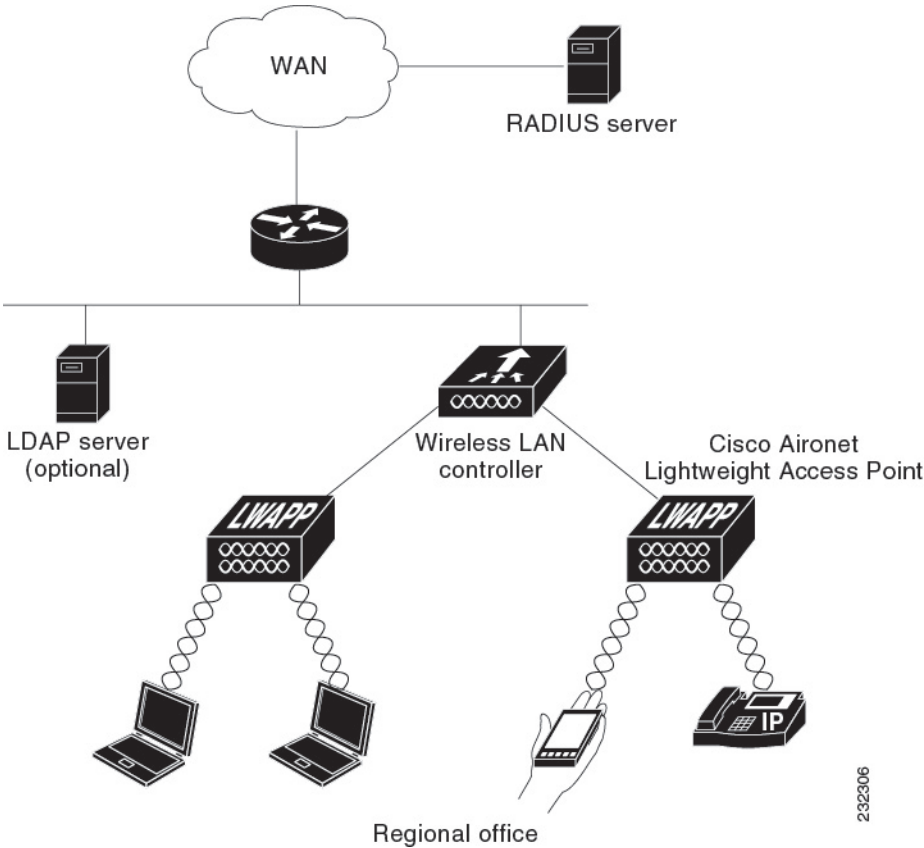 WAN
RADIUS server
LDAP server
(optional)
Wireless LAN
controller
Cisco Aironet
Lightweight Access Point
LWAPP
LWAPP
IP
Regional office
232306